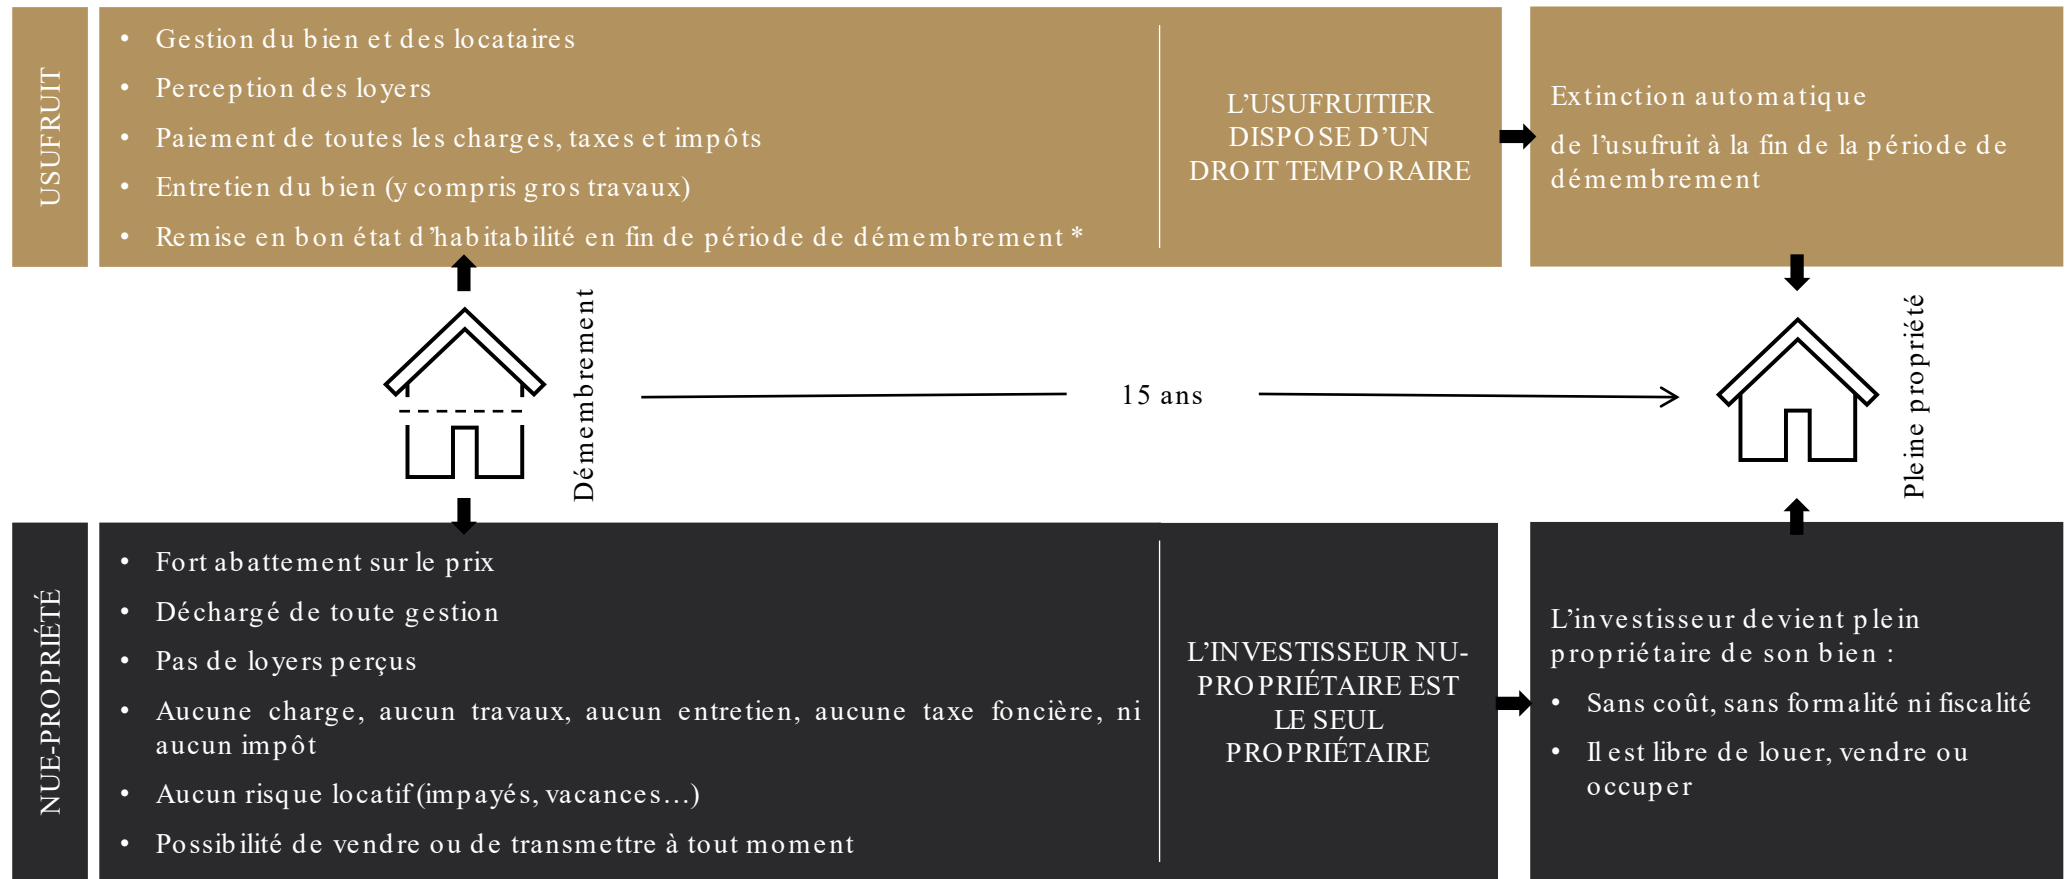 USUFRUIT
• Gestion du bien et des locataires
• Perception des loyers
• Paiement de toutes les charges, taxes et impôts
• Entretien du bien (y compris gros travaux)
• Remise en bon état d’habitabilité en fin de période de démembrement *
L’USUFRUITIER
DISPOSE D’UN
DROIT TEMPORAIRE
Extinction automatique
de l’usufruit à la fin de la période de
démembrement
Démembrement
15 ans
Pleine propriété
NUE-PROPRIÉTÉ
• Fort abattement sur le prix
• Déchargé de toute gestion
• Pas de loyers perçus
• Aucune charge, aucun travaux, aucun entretien, aucune taxe foncière, ni
aucun impôt
• Aucun risque locatif (impayés, vacances…)
• Possibilité de vendre ou de transmettre à tout moment
L’INVESTISSEUR NU-
PROPRIÉTAIRE EST
LE SEUL
PROPRIÉTAIRE
L’investisseur devient plein
propriétaire de son bien :
• Sans coût, sans formalité ni fiscalité
• Il est libre de louer, vendre ou
occuper